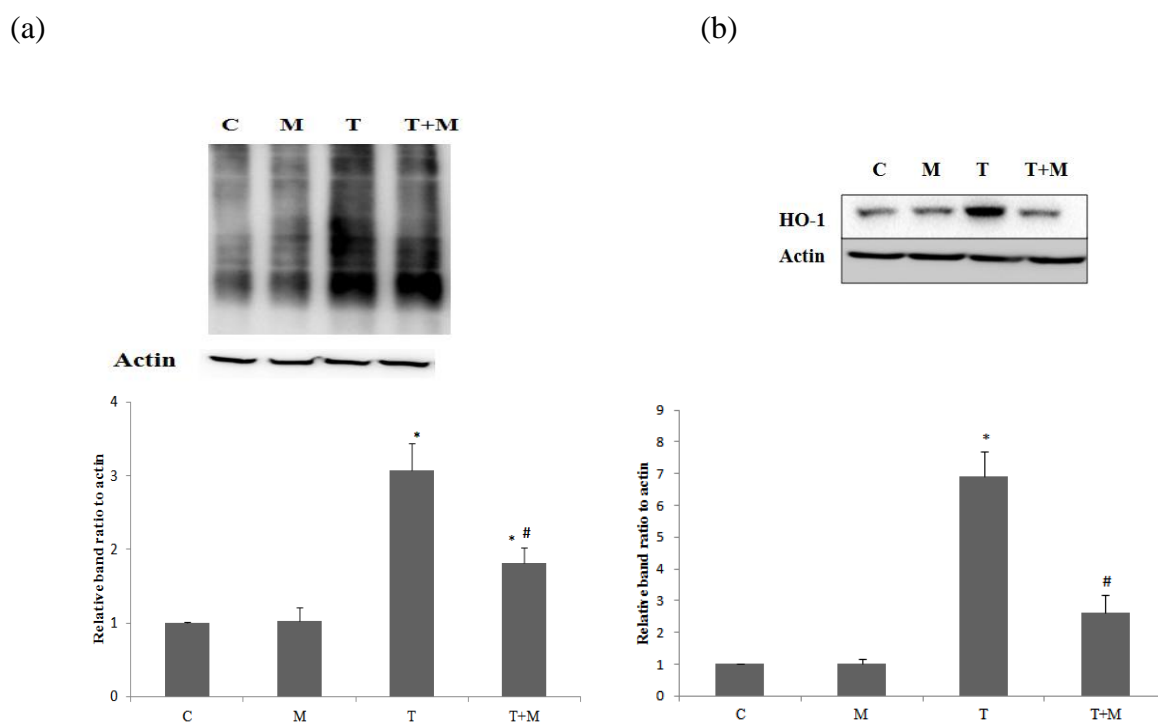 (a)
C M T T+M
Actin
Relative band ratio to actin
4
3
2
1
0
*
* #
C M T T+M
(b)
C M T T+M
HO-1
Actin
Relative band ratio to actin
9
8
7
6
5
4
3
2
1
0
*
#
C M T T+M